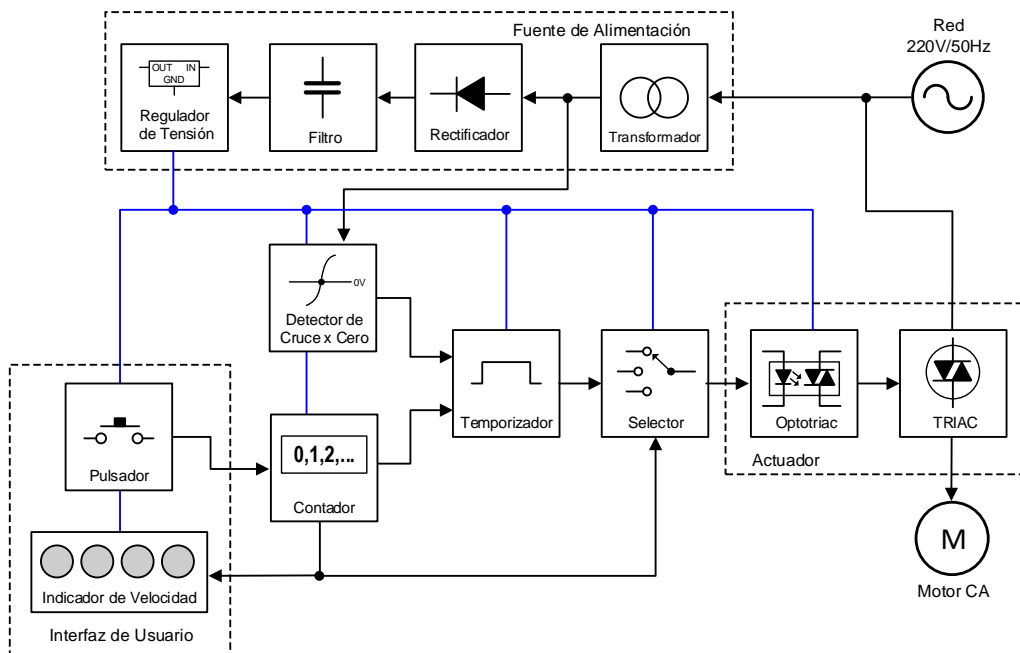 Fuente de Alimentación
Red
220V/50Hz
OUT IN
GND
Regulador
de Tensión
Filtro
Rectificador
Transformador
0V
Detector de
Cruce x Cero
Temporizador
Selector
Optotriac
TRIAC
Actuador
Pulsador
0,1,2,...
Contador
M
Motor CA
Indicador de Velocidad
Interfaz de Usuario